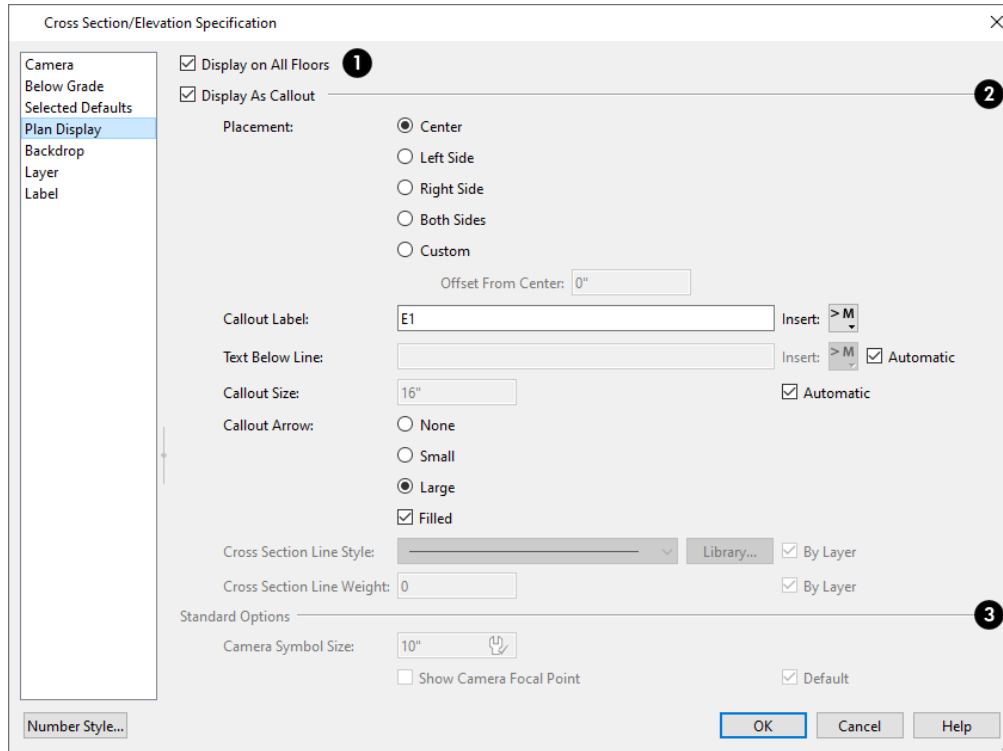 Cross Section/Elevation Specification
Camera
Below Grade
Selected Defaults
Plan Display
Backdrop
Layer
Label
Display on All Floors 1
Display As Callout 2
Placement: Center
Left Side
Right Side
Both Sides
Custom
Offset From Center: 0"
Callout Label: E1 Insert: > M
Text Below Line: Insert: > M Automatic
Callout Size: 16" Automatic
Callout Arrow: None
Small
Large
Filled
Cross Section Line Style: Library... By Layer
Cross Section Line Weight: 0 By Layer
Standard Options 3
Camera Symbol Size: 10"
Show Camera Focal Point Default
Number Style... OK Cancel Help